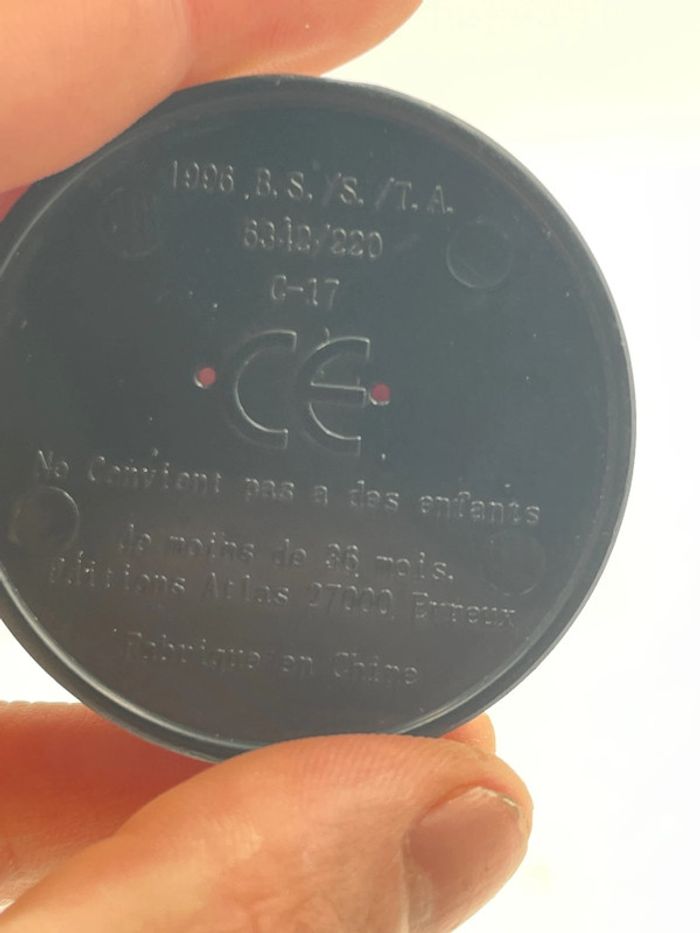 1996 B.S./S./T.A.
6342/220
C-17
CE
Ne Convient pas a des enfants
de moins de 36 mois.
Editions Atlas 27000 Evreux
Fabrique en Chine